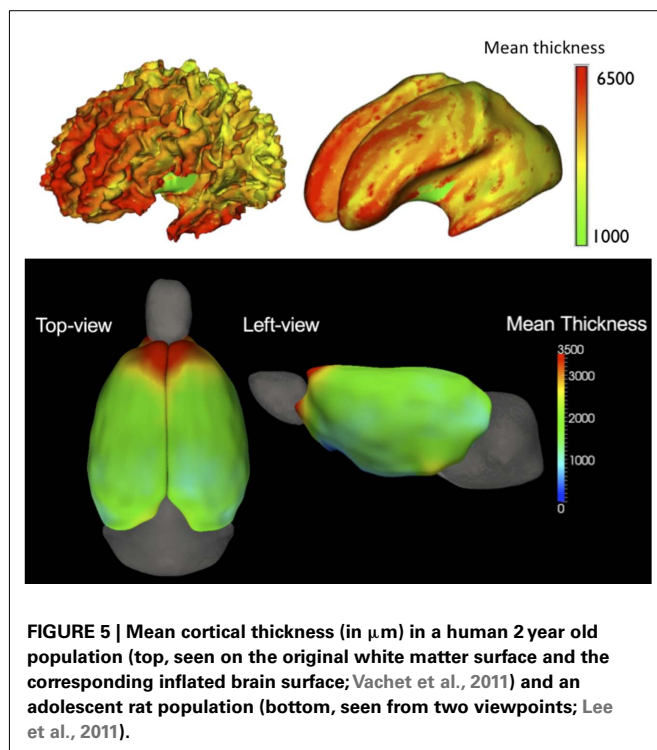 Mean thickness
6500
1000
Top-view
Left-view
Mean Thickness
3500
3000
2000
1000
0
FIGURE 5 | Mean cortical thickness (in μm) in a human 2 year old
population (top, seen on the original white matter surface and the
corresponding inflated brain surface; Vachet et al., 2011) and an
adolescent rat population (bottom, seen from two viewpoints; Lee
et al., 2011).